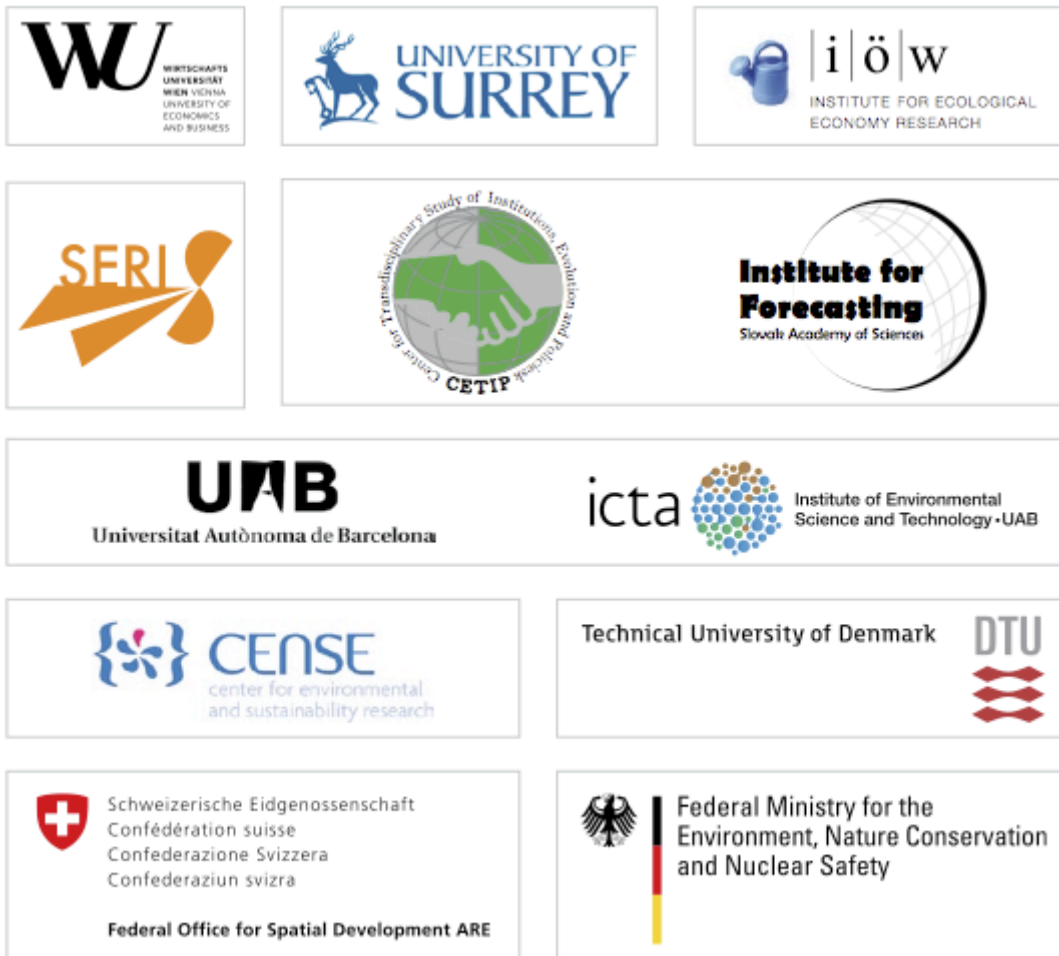 WU
WIRTSCHAFTS
UNIVERSITÄT
WIEN VIENNA
UNIVERSITY OF
ECONOMICS
AND BUSINESS
UNIVERSITY OF
SURREY
|i|ö|w
INSTITUTE FOR ECOLOGICAL
ECONOMY RESEARCH
SERI
Center for Transdisciplinary Study of Institutions, Evolution and Policiesk
CETIP
Institute for
Forecasting
Slovak Academy of Sciences
UAB
Universitat Autònoma de Barcelona
icta
Institute of Environmental
Science and Technology·UAB
CENSE
center for environmental
and sustainability research
Technical University of Denmark
DTU
Schweizerische Eidgenossenschaft
Confédération suisse
Confederazione Svizzera
Confederaziun svizra
Federal Office for Spatial Development ARE
Federal Ministry for the
Environment, Nature Conservation
and Nuclear Safety